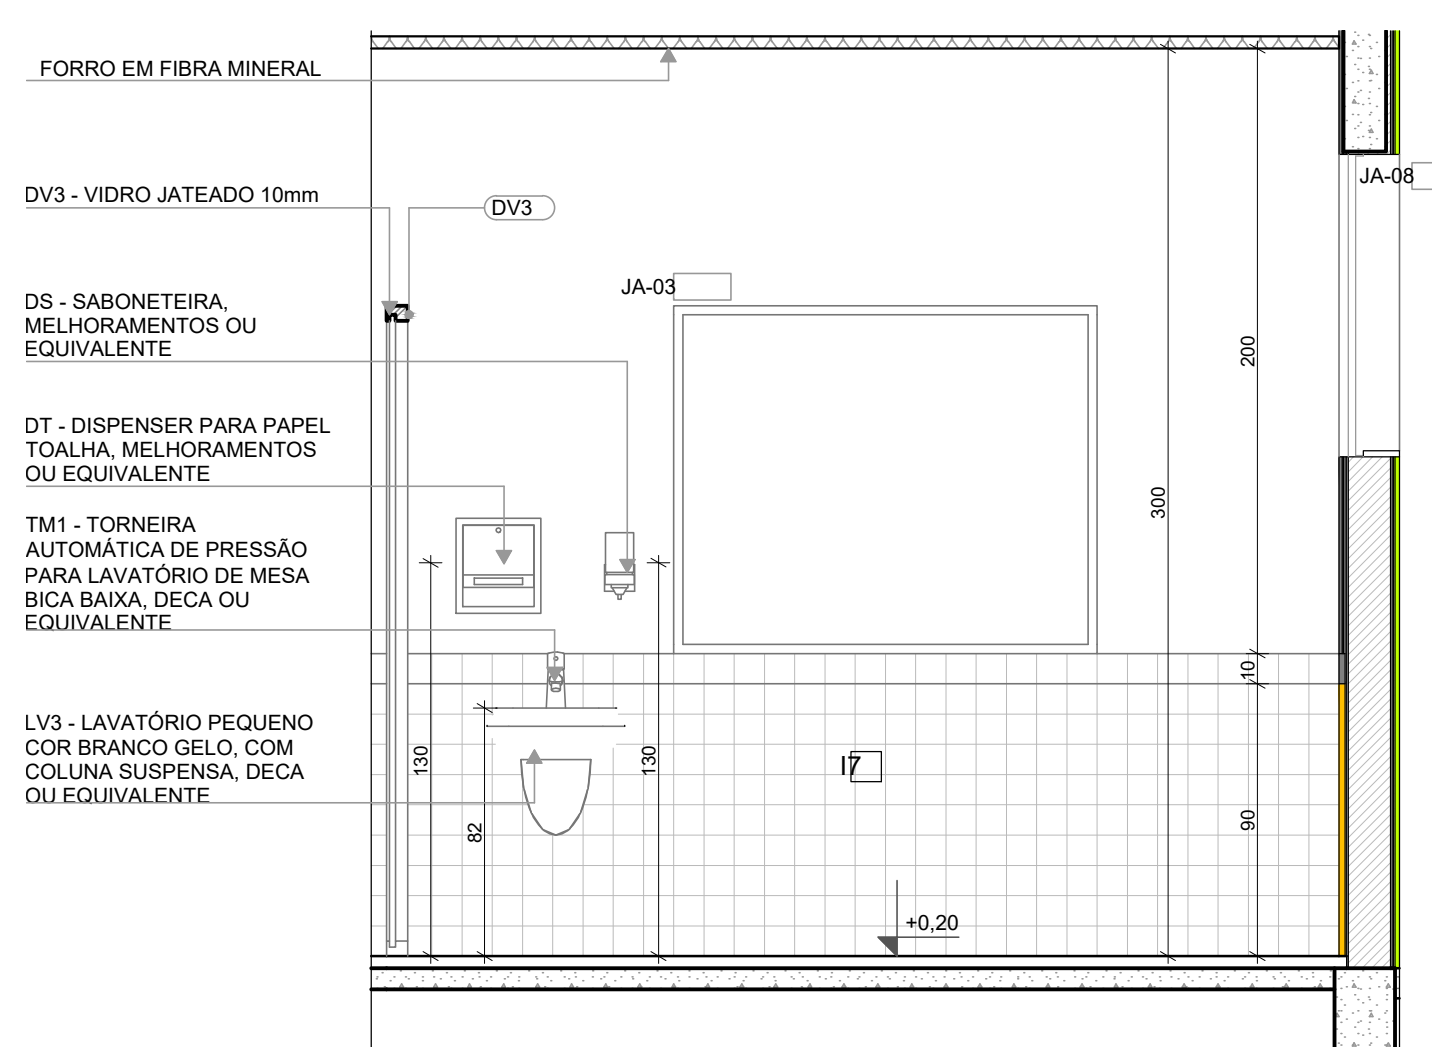 FORRO EM FIBRA MINERAL
DV3 - VIDRO JATEADO 10mm
DV3
JA-08
DS - SABONETEIRA,
MELHORAMENTOS OU
EQUIVALENTE
JA-03
200
DT - DISPENSER PARA PAPEL
TOALHA, MELHORAMENTOS
OU EQUIVALENTE
300
TM1 - TORNEIRA
AUTOMÁTICA DE PRESSÃO
PARA LAVATÓRIO DE MESA
BICA BAIXA, DECA OU
EQUIVALENTE
10
LV3 - LAVATÓRIO PEQUENO
COR BRANCO GELO, COM
COLUNA SUSPENSA, DECA
OU EQUIVALENTE
130
130
I7
82
90
+0,20